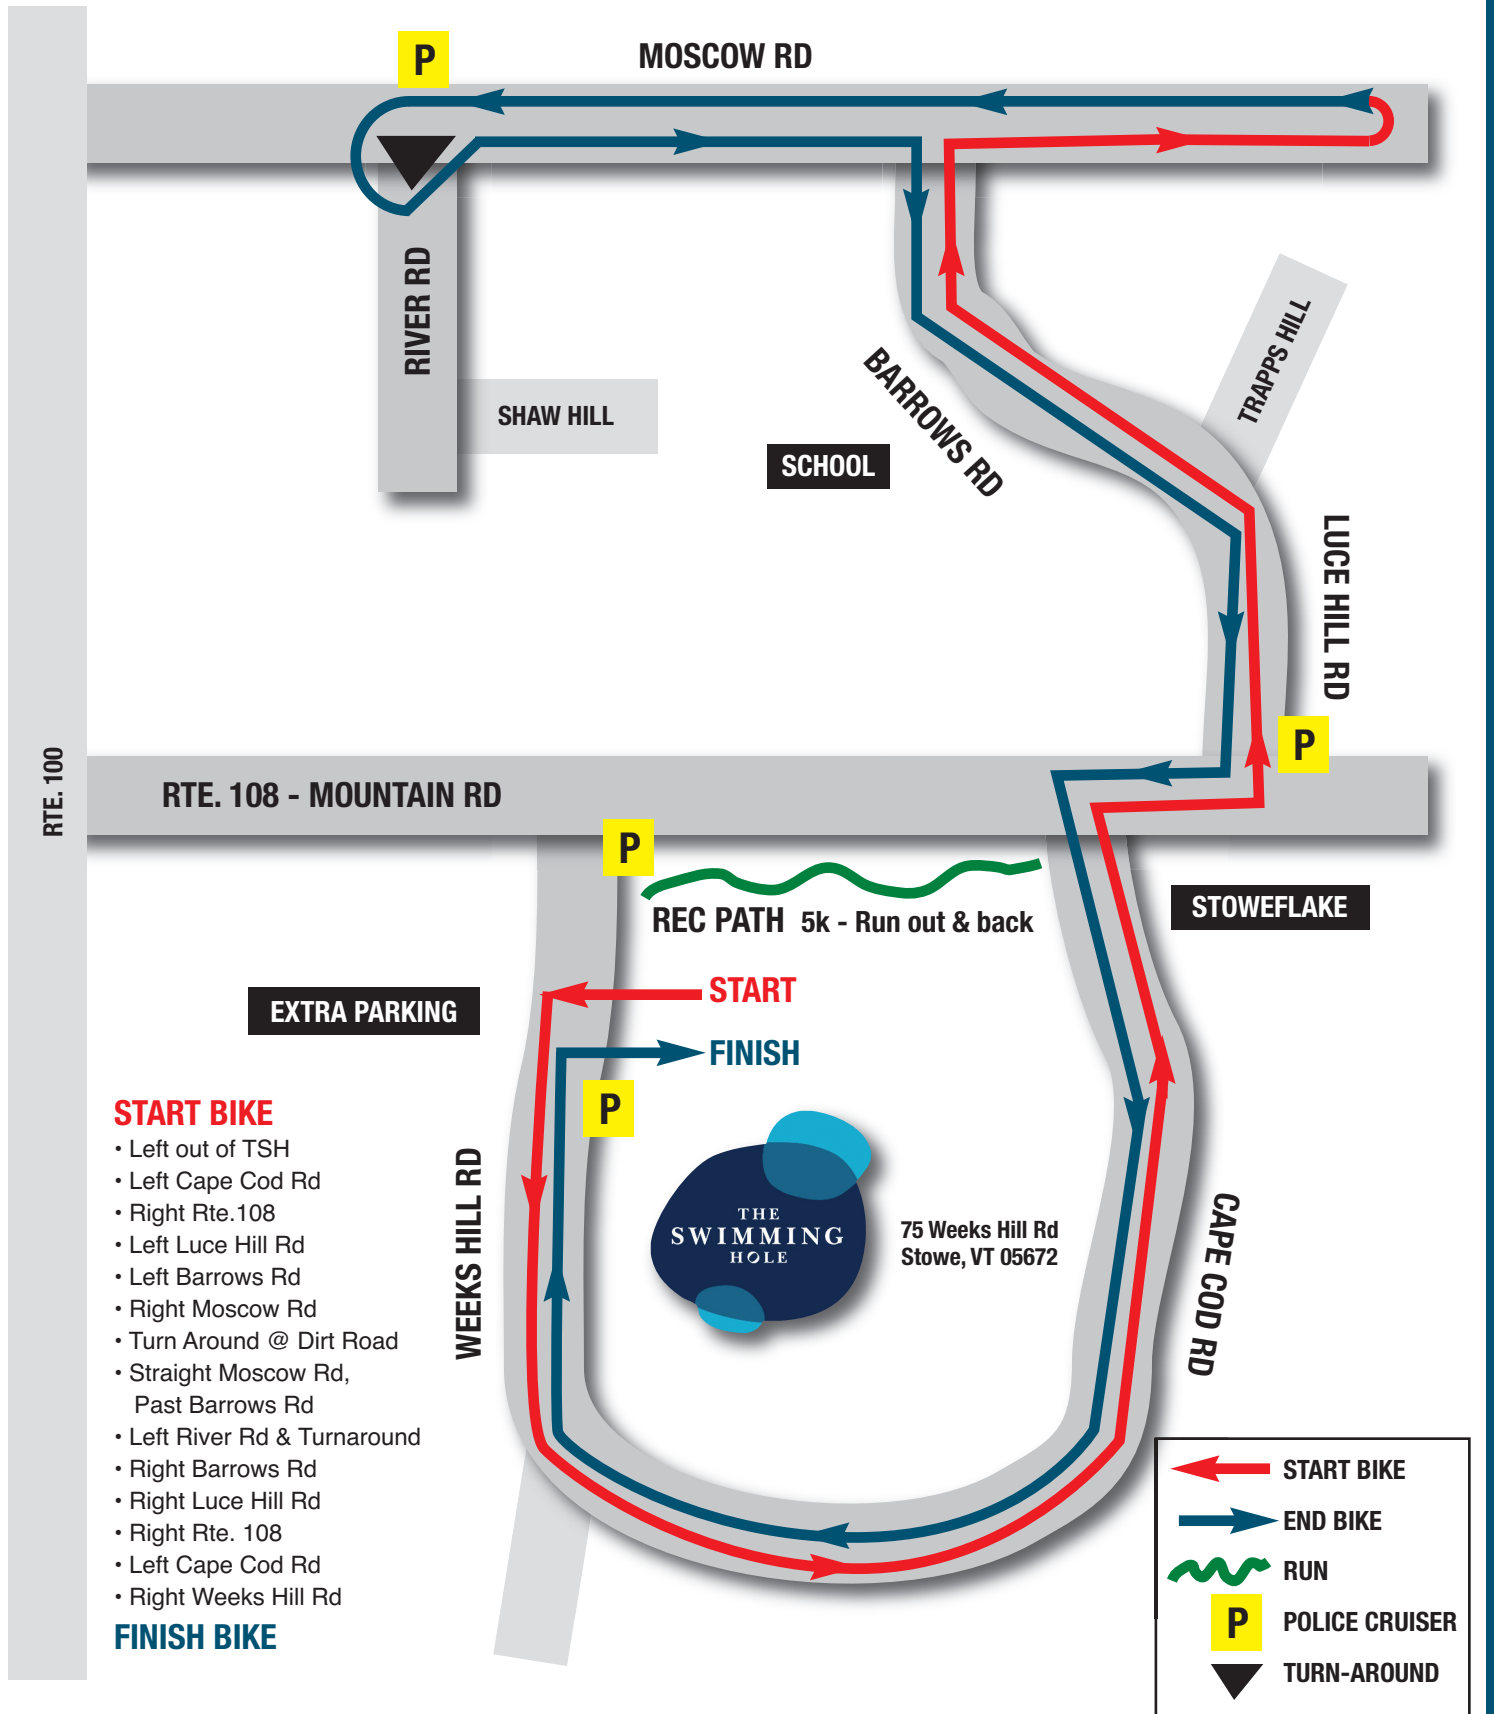 P
MOSCOW RD
RIVER RD
SHAW HILL
SCHOOL
BARROWS RD
TRAPPS HILL
LUCE HILL RD
P
RTE. 100
RTE. 108 - MOUNTAIN RD
P
REC PATH 5k - Run out & back
STOWEFLAKE
START
EXTRA PARKING
FINISH
P
START BIKE
• Left out of TSH
• Left Cape Cod Rd
• Right Rte.108
• Left Luce Hill Rd
• Left Barrows Rd
• Right Moscow Rd
• Turn Around @ Dirt Road
• Straight Moscow Rd,
Past Barrows Rd
• Left River Rd & Turnaround
• Right Barrows Rd
• Right Luce Hill Rd
• Right Rte. 108
• Left Cape Cod Rd
• Right Weeks Hill Rd
FINISH BIKE
WEEKS HILL RD
THE
SWIMMING
HOLE
75 Weeks Hill Rd
Stowe, VT 05672
CAPE COD RD
START BIKE
END BIKE
RUN
P POLICE CRUISER
TURN-AROUND